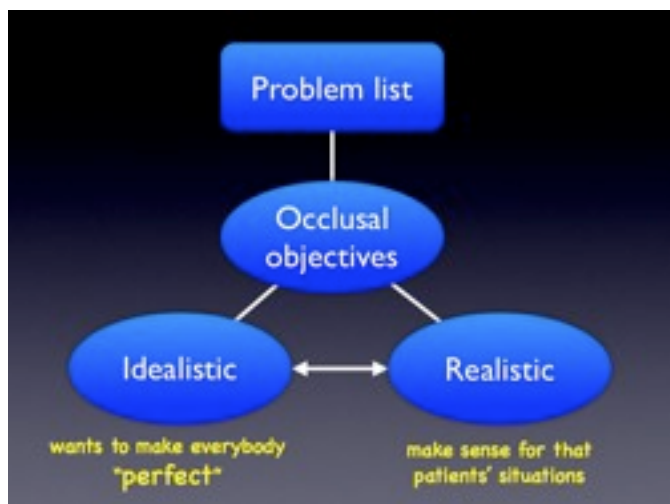 Problem list
Occlusal
objectives
Idealistic
Realistic
wants to make everybody
"perfect"
make sense for that
patients' situations